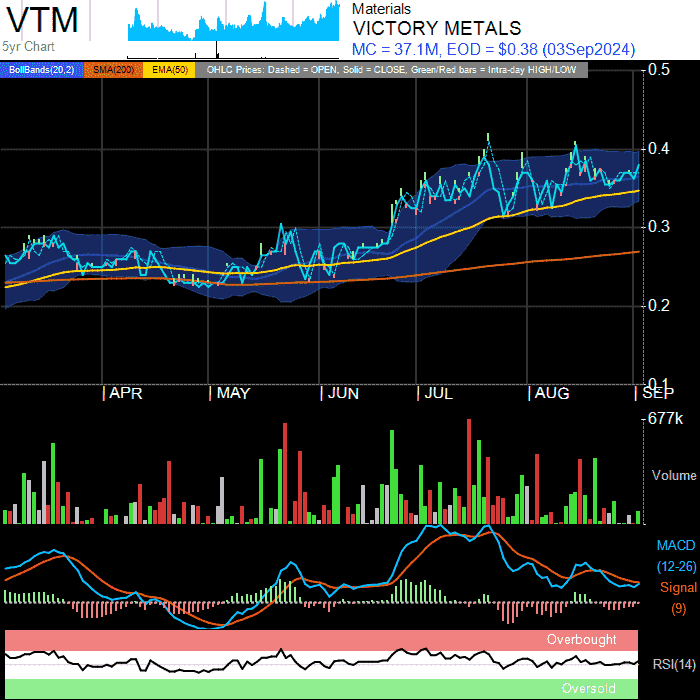 VTM
5yr Chart
Materials
VICTORY METALS
MC = 37.1M, EOD = $0.38 (03Sep2024)
BollBands(20,2) SMA(200) EMA(50) OHLC Prices: Dashed = OPEN, Solid = CLOSE, Green/Red bars = Intra-day HIGH/LOW
0.5
0.4
0.3
0.2
0.1
APR MAY JUN JUL AUG SEP
677k
Volume
MACD
(12-26)
Signal
(9)
Overbought
RSI(14)
Oversold